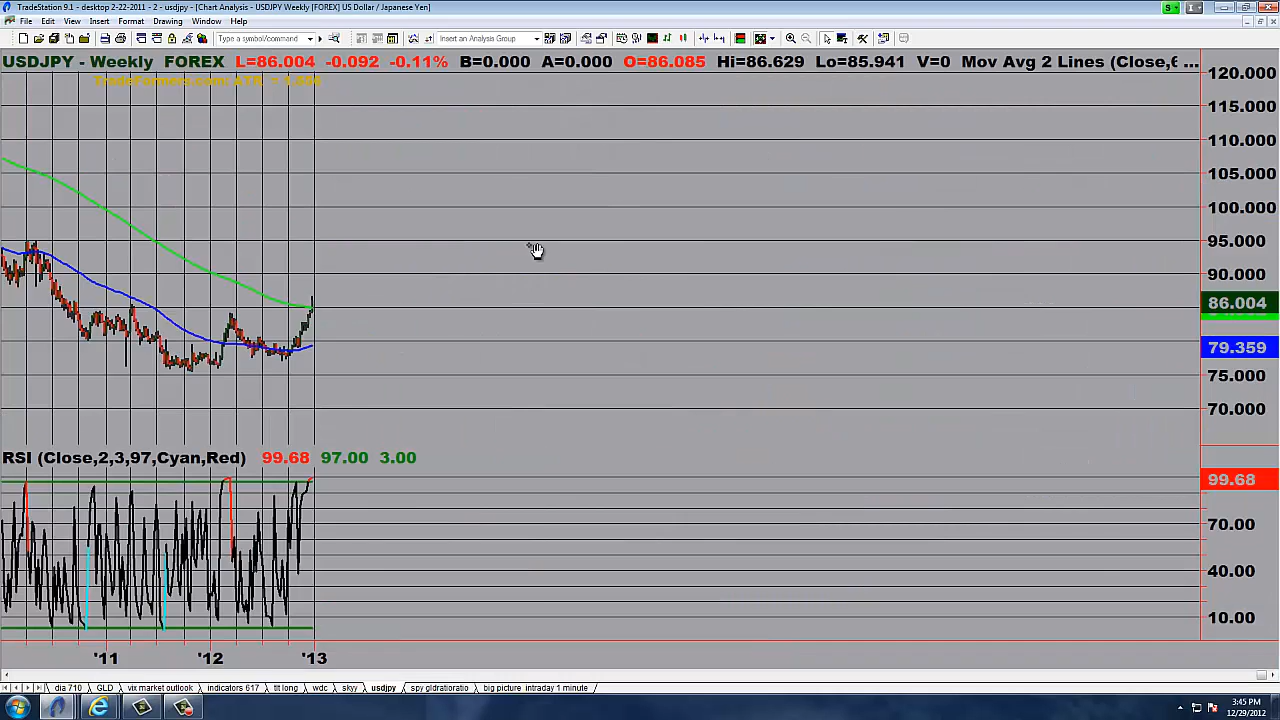 TradeStation 9.1 - desktop 2-22-2011 - 2 - usdjpy - [Chart Analysis - USDJPY Weekly [FOREX] US Dollar / Japanese Yen]
File Edit View Insert Format Drawing Window Help
Type a symbol/command Insert an Analysis Group
USDJPY - Weekly FOREX L=86.004 -0.092 -0.11% B=0.000 A=0.000 O=86.085 Hi=86.629 Lo=85.941 V=0 Mov Avg 2 Lines (Close,6 ...
120.000
115.000
110.000
105.000
100.000
95.000
90.000
86.004
79.359
75.000
70.000
RSI (Close,2,3,97,Cyan,Red) 99.68 97.00 3.00
99.68
70.00
40.00
10.00
'11 '12 '13
dia 710 GLD vix market outlook indicators 617 tlt long wdc skyy usdjpy spy gldratioratio big picture intraday 1 minute
3:45 PM
12/29/2012